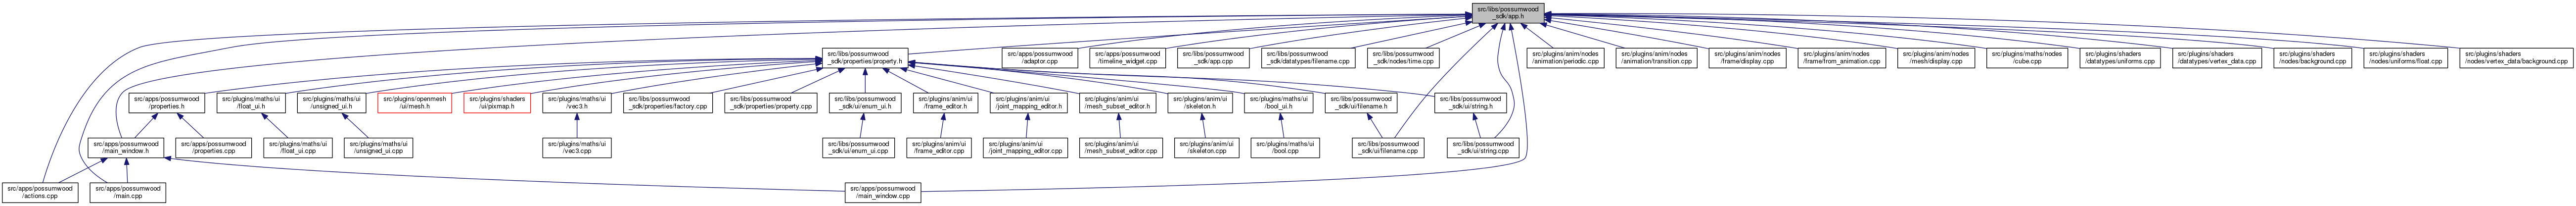 src/libs/possumwood
_sdk/app.h
src/libs/possumwood
_sdk/properties/property.h
src/apps/possumwood
/adaptor.cpp
src/apps/possumwood
/timeline_widget.cpp
src/libs/possumwood
_sdk/app.cpp
src/libs/possumwood
_sdk/datatypes/filename.cpp
src/libs/possumwood
_sdk/nodes/time.cpp
src/plugins/anim/nodes
/animation/periodic.cpp
src/plugins/anim/nodes
/animation/transition.cpp
src/plugins/anim/nodes
/frame/display.cpp
src/plugins/anim/nodes
/frame/from_animation.cpp
src/plugins/anim/nodes
/mesh/display.cpp
src/plugins/maths/nodes
/cube.cpp
src/plugins/shaders
/datatypes/uniforms.cpp
src/plugins/shaders
/datatypes/vertex_data.cpp
src/plugins/shaders
/nodes/background.cpp
src/plugins/shaders
/nodes/uniforms/float.cpp
src/plugins/shaders
/nodes/vertex_data/background.cpp
src/apps/possumwood
/properties.h
src/plugins/maths/ui
/float_ui.h
src/plugins/maths/ui
/unsigned_ui.h
src/plugins/openmesh
/ui/mesh.h
src/plugins/shaders
/ui/pixmap.h
src/plugins/maths/ui
/vec3.h
src/libs/possumwood
_sdk/properties/factory.cpp
src/libs/possumwood
_sdk/properties/property.cpp
src/libs/possumwood
_sdk/ui/enum_ui.h
src/plugins/anim/ui
/frame_editor.h
src/plugins/anim/ui
/joint_mapping_editor.h
src/plugins/anim/ui
/mesh_subset_editor.h
src/plugins/anim/ui
/skeleton.h
src/plugins/maths/ui
/bool_ui.h
src/libs/possumwood
_sdk/ui/filename.h
src/libs/possumwood
_sdk/ui/string.h
src/apps/possumwood
/main_window.h
src/apps/possumwood
/properties.cpp
src/plugins/maths/ui
/float_ui.cpp
src/plugins/maths/ui
/unsigned_ui.cpp
src/plugins/maths/ui
/vec3.cpp
src/libs/possumwood
_sdk/ui/enum_ui.cpp
src/plugins/anim/ui
/frame_editor.cpp
src/plugins/anim/ui
/joint_mapping_editor.cpp
src/plugins/anim/ui
/mesh_subset_editor.cpp
src/plugins/anim/ui
/skeleton.cpp
src/plugins/maths/ui
/bool.cpp
src/libs/possumwood
_sdk/ui/filename.cpp
src/libs/possumwood
_sdk/ui/string.cpp
src/apps/possumwood
/actions.cpp
src/apps/possumwood
/main.cpp
src/apps/possumwood
/main_window.cpp